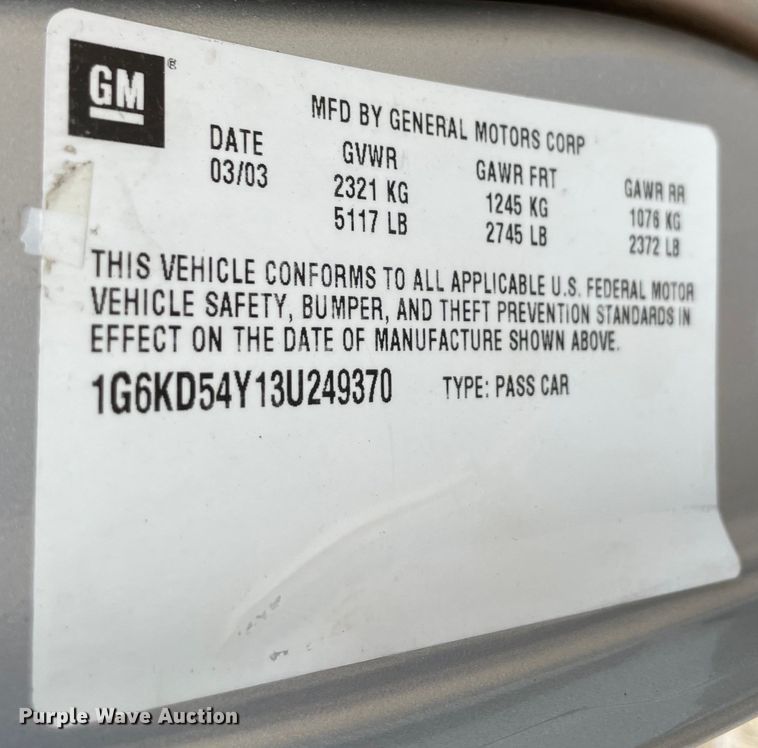 GM ®
MFD BY GENERAL MOTORS CORP
DATE GVWR GAWR FRT GAWR RR
03/03 2321 KG 1245 KG 1076 KG
5117 LB 2745 LB 2372 LB
THIS VEHICLE CONFORMS TO ALL APPLICABLE U.S. FEDERAL MOTOR
VEHICLE SAFETY, BUMPER, AND THEFT PREVENTION STANDARDS IN
EFFECT ON THE DATE OF MANUFACTURE SHOWN ABOVE.
1G6KD54Y13U249370 TYPE: PASS CAR
Purple Wave Auction